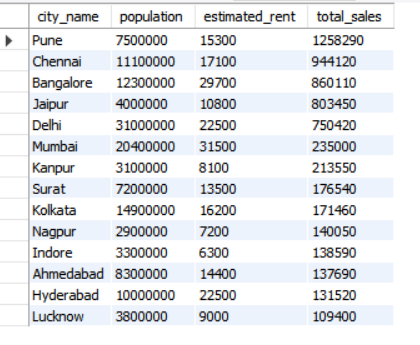 city_name population estimated_rent total_sales
Pune 7500000 15300 1258290
Chennai 11100000 17100 944120
Bangalore 12300000 29700 860110
Jaipur 4000000 10800 803450
Delhi 31000000 22500 750420
Mumbai 20400000 31500 235000
Kanpur 3100000 8100 213550
Surat 7200000 13500 176540
Kolkata 14900000 16200 171460
Nagpur 2900000 7200 140050
Indore 3300000 6300 138590
Ahmedabad 8300000 14400 137690
Hyderabad 10000000 22500 131520
Lucknow 3800000 9000 109400